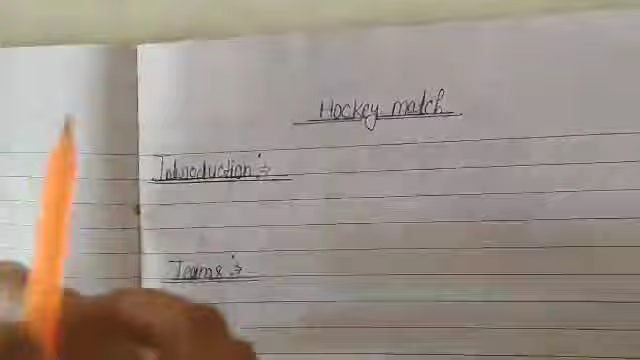 Hockey match
Introduction :→
Teams :→